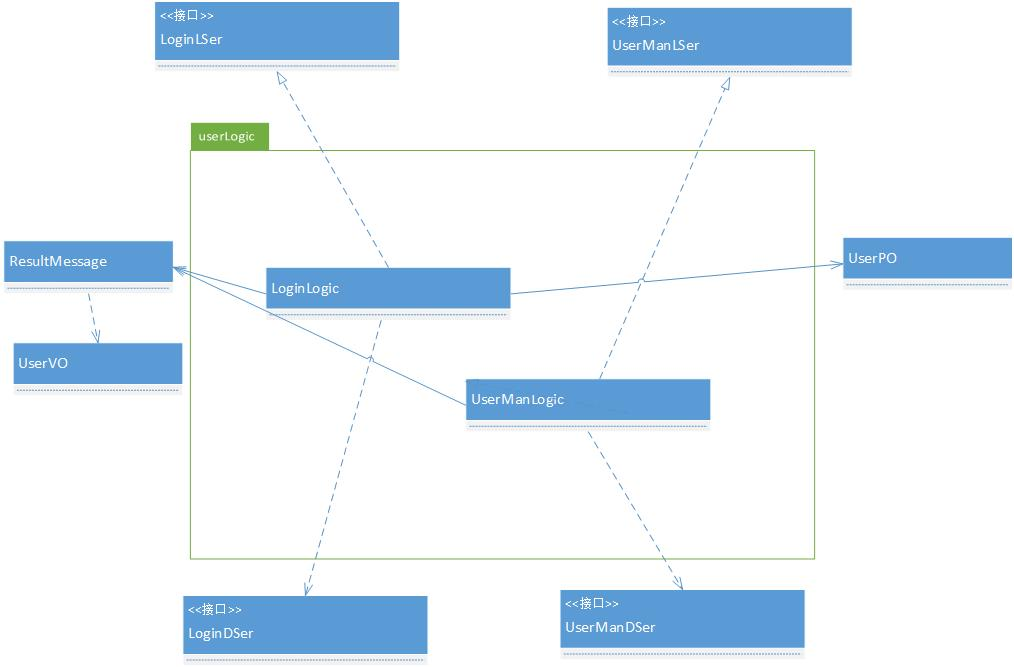 <<接口>>
LoginLSer
<<接口>>
UserManLSer
userLogic
ResultMessage
LoginLogic
UserPO
UserVO
UserManLogic
<<接口>>
LoginDSer
<<接口>>
UserManDSer